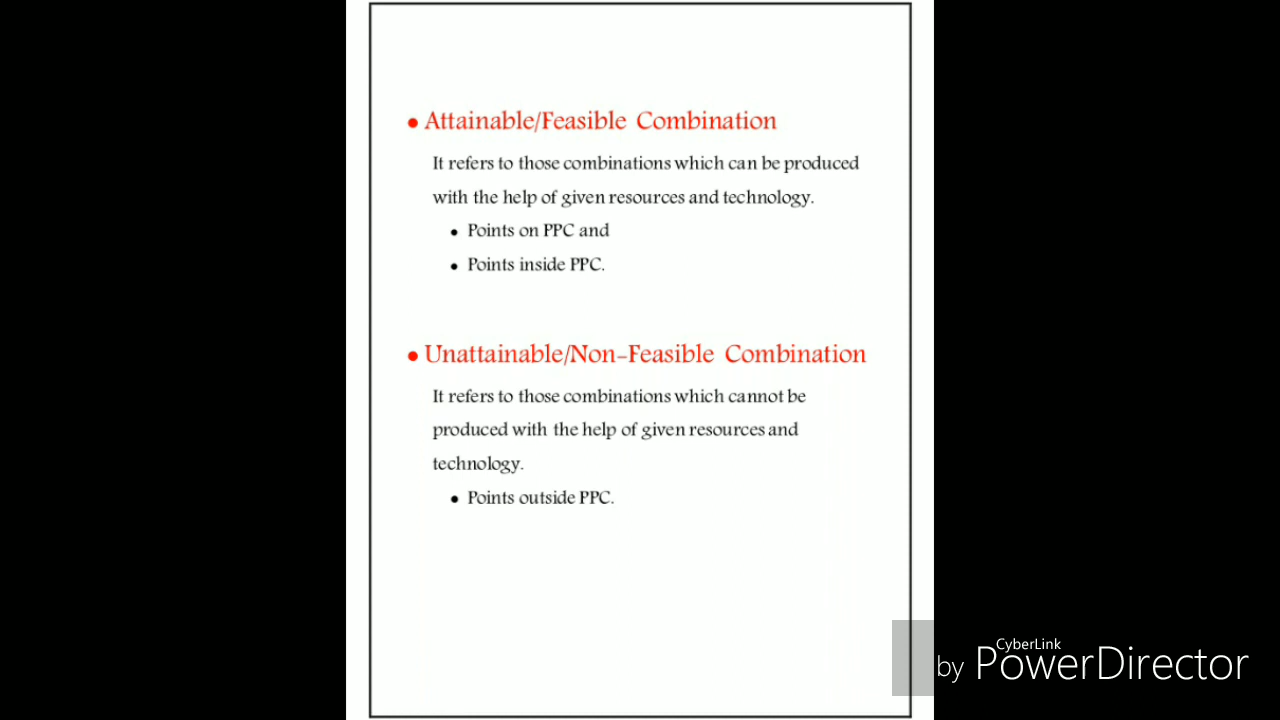 • Attainable/Feasible Combination
It refers to those combinations which can be produced
with the help of given resources and technology.
• Points on PPC and
• Points inside PPC.
• Unattainable/Non-Feasible Combination
It refers to those combinations which cannot be
produced with the help of given resources and
technology.
• Points outside PPC.
CyberLink
by PowerDirector